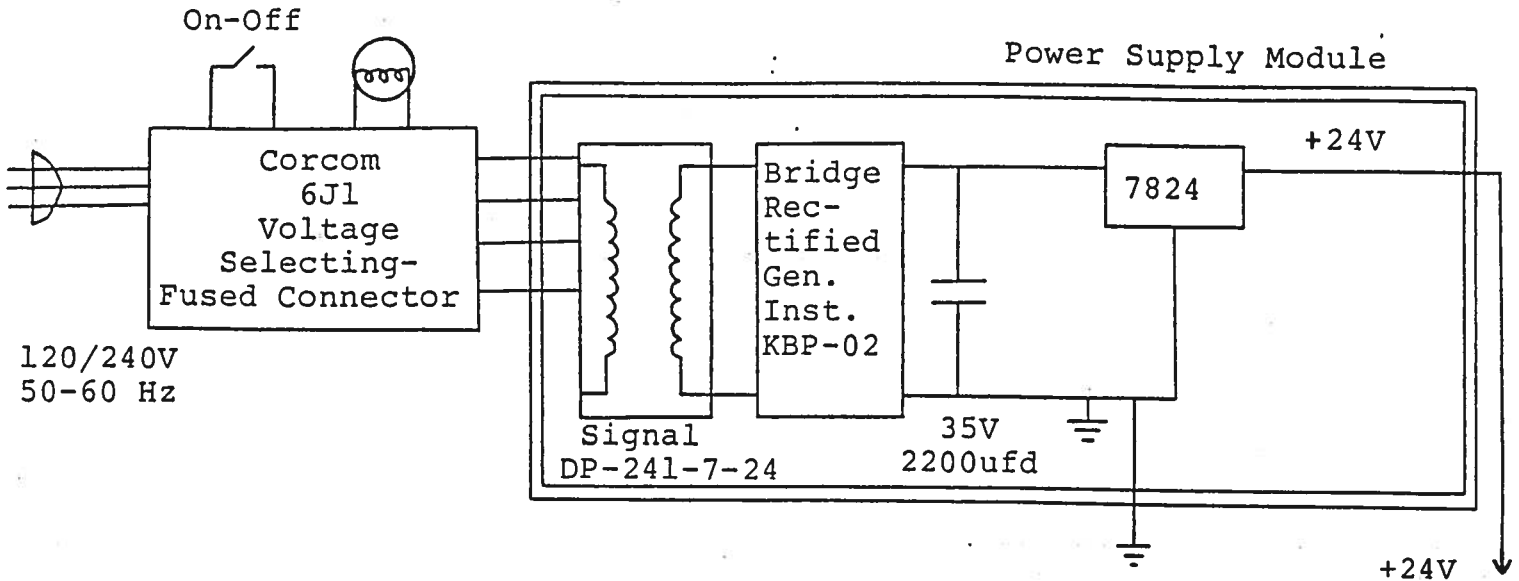 On-Off
Power Supply Module
Corcom
6J1
Voltage
Selecting-
Fused Connector
120/240V
50-60 Hz
Bridge
Rec-
tified
Gen.
Inst.
KBP-02
7824
+24V
Signal
DP-241-7-24
35V
2200ufd
+24V